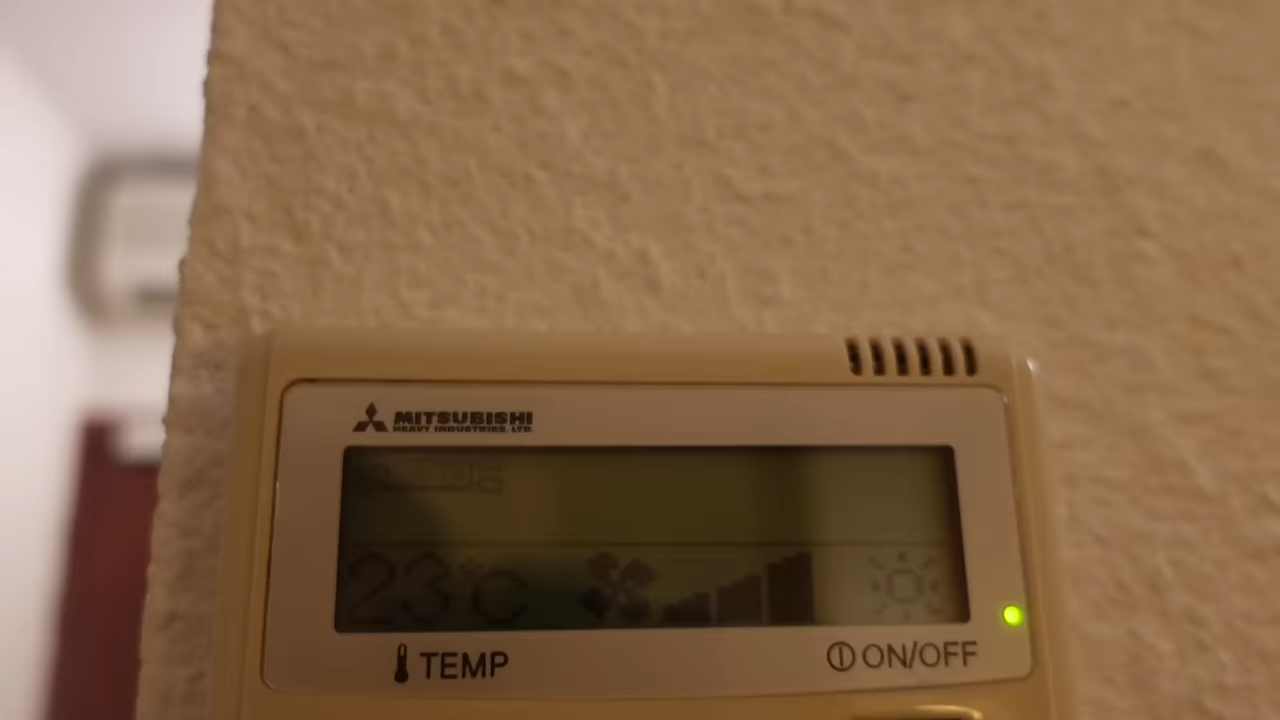 MITSUBISHI
HEAVY INDUSTRIES, LTD.
23°C
TEMP
ON/OFF